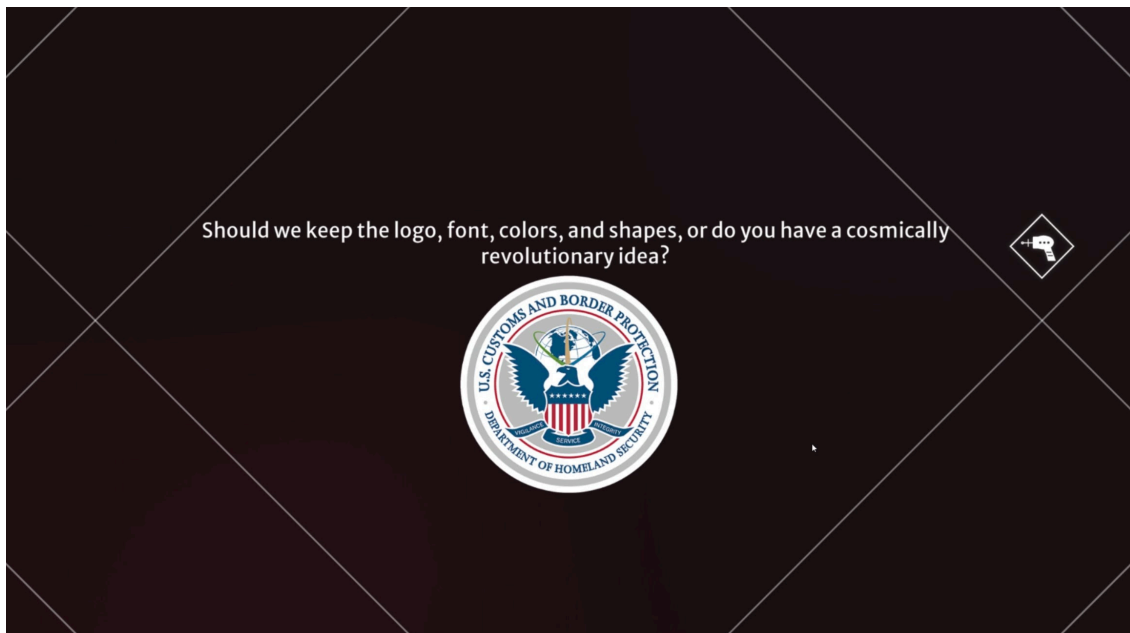 Should we keep the logo, font, colors, and shapes, or do you have a cosmically
revolutionary idea?
U.S. CUSTOMS AND BORDER PROTECTION
VIGILANCE
SERVICE
INTEGRITY
DEPARTMENT OF HOMELAND SECURITY